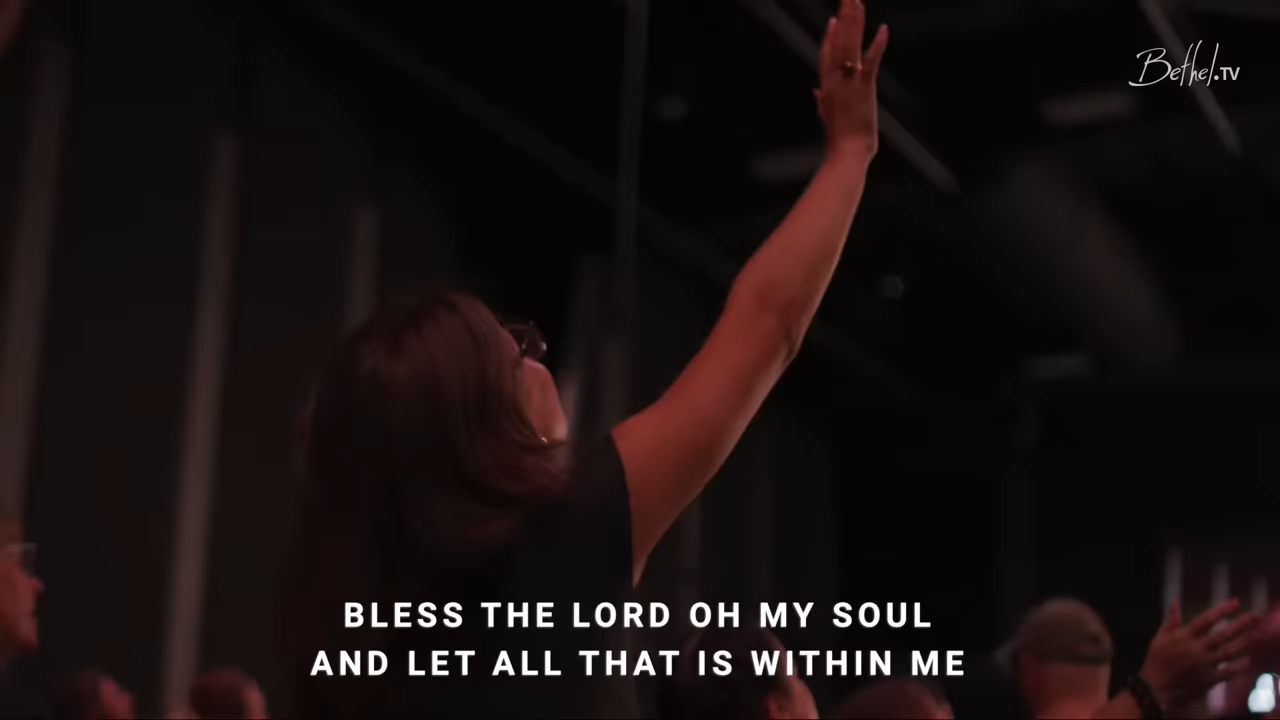 Bethel.TV
BLESS THE LORD OH MY SOUL
AND LET ALL THAT IS WITHIN ME